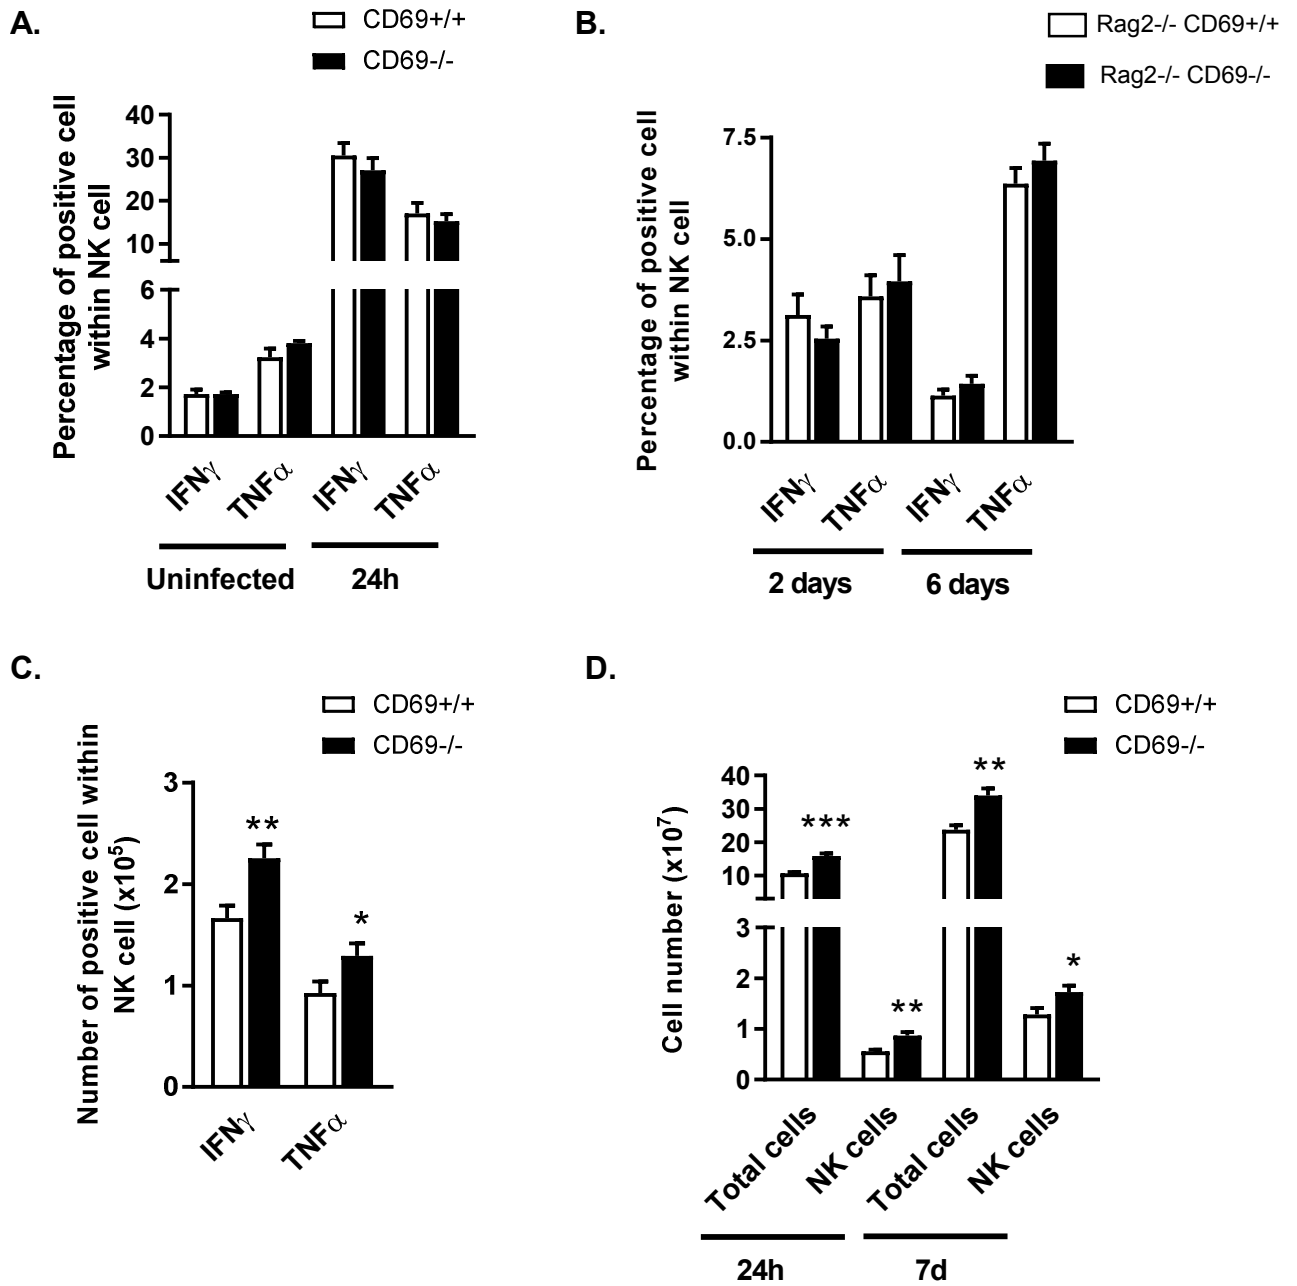 A.
CD69+/+
CD69-/-
Percentage of positive cell
within NK cell
40
30
20
10
6
4
2
0
IFNγ
TNFα
IFNγ
TNFα
Uninfected
24h
B.
Rag2-/- CD69+/+
Rag2-/- CD69-/-
Percentage of positive cell
within NK cell
7.5
5.0
2.5
0.0
IFNγ
TNFα
IFNγ
TNFα
2 days
6 days
C.
CD69+/+
CD69-/-
Number of positive cell within
NK cell (x10⁵)
3
2
1
0
**
*
IFNγ
TNFα
D.
CD69+/+
CD69-/-
Cell number (x10⁷)
40
30
20
10
3
2
1
0
***
**
**
*
Total cells
NK cells
Total cells
NK cells
24h
7d